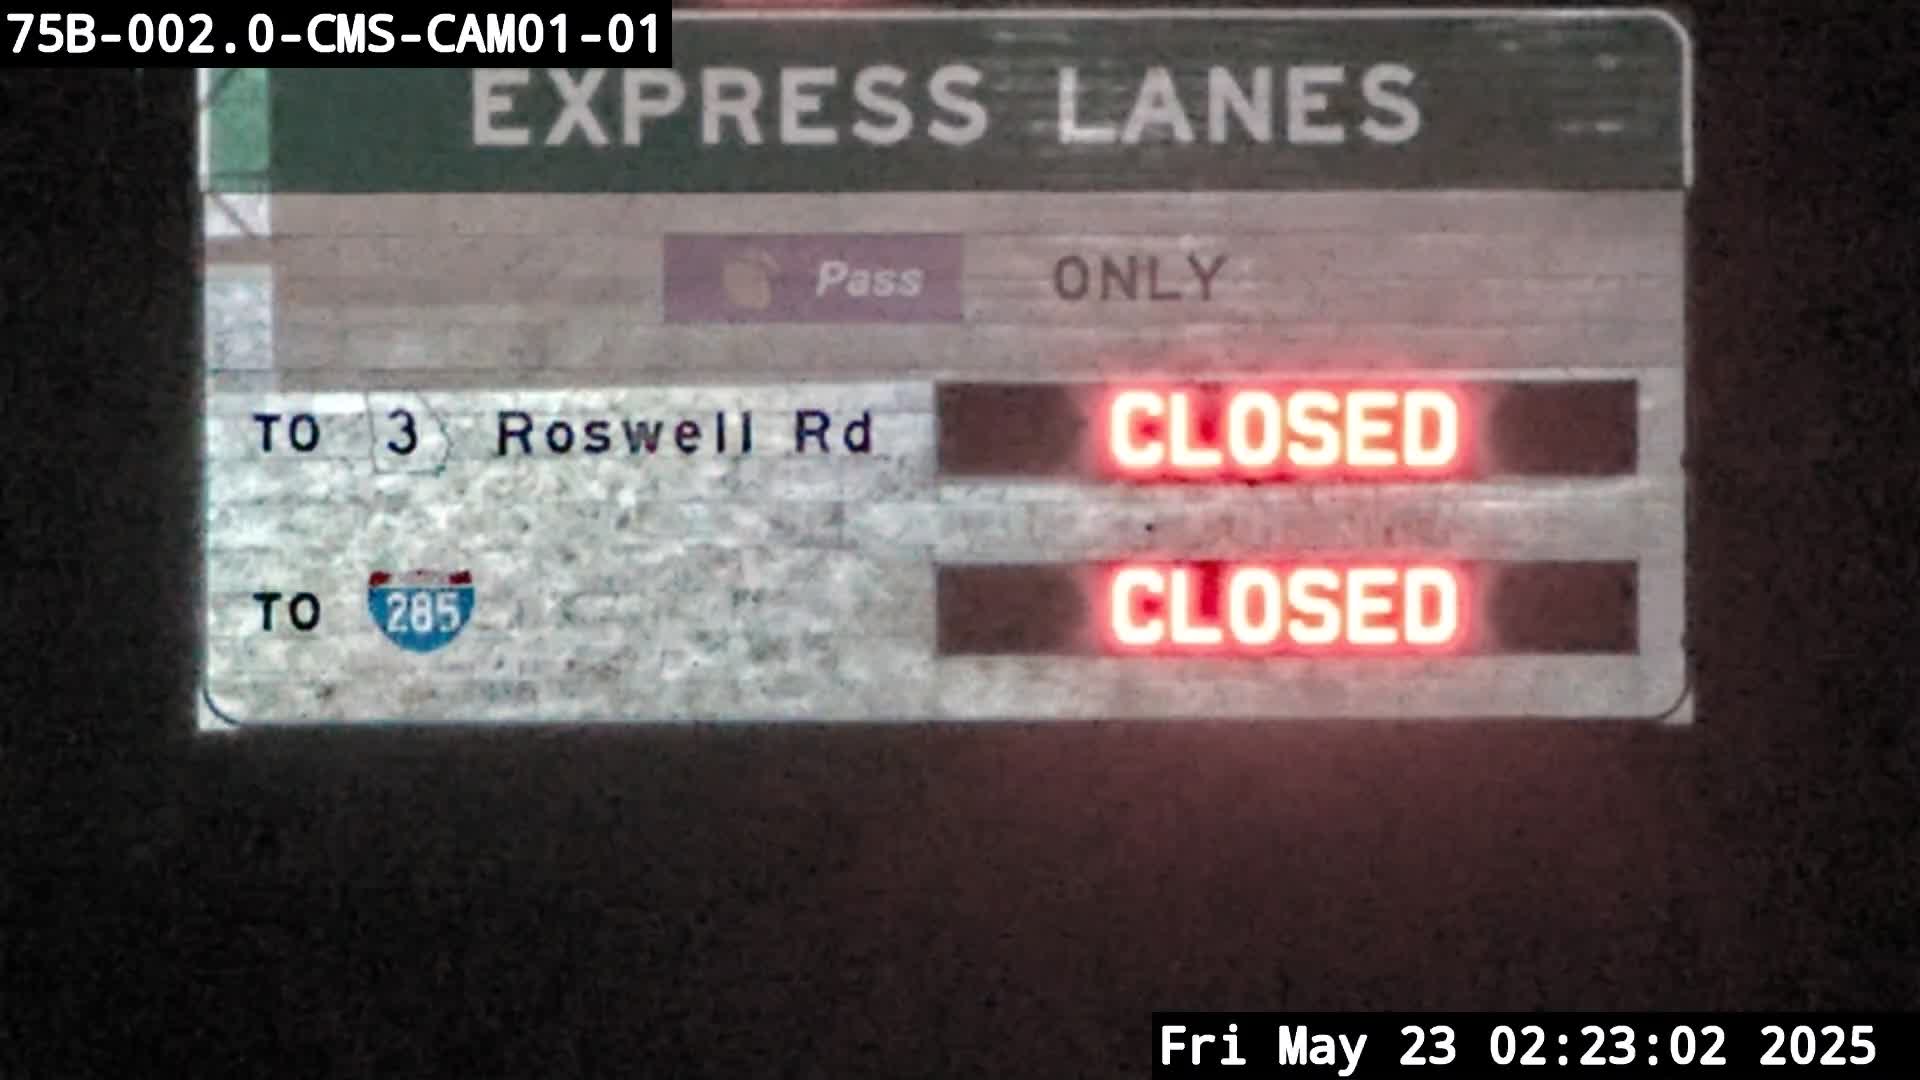 75B-002.0-CMS-CAM01-01
EXPRESS LANES
Pass ONLY
TO 3 Roswell Rd CLOSED
TO 285 CLOSED
Fri May 23 02:23:02 2025